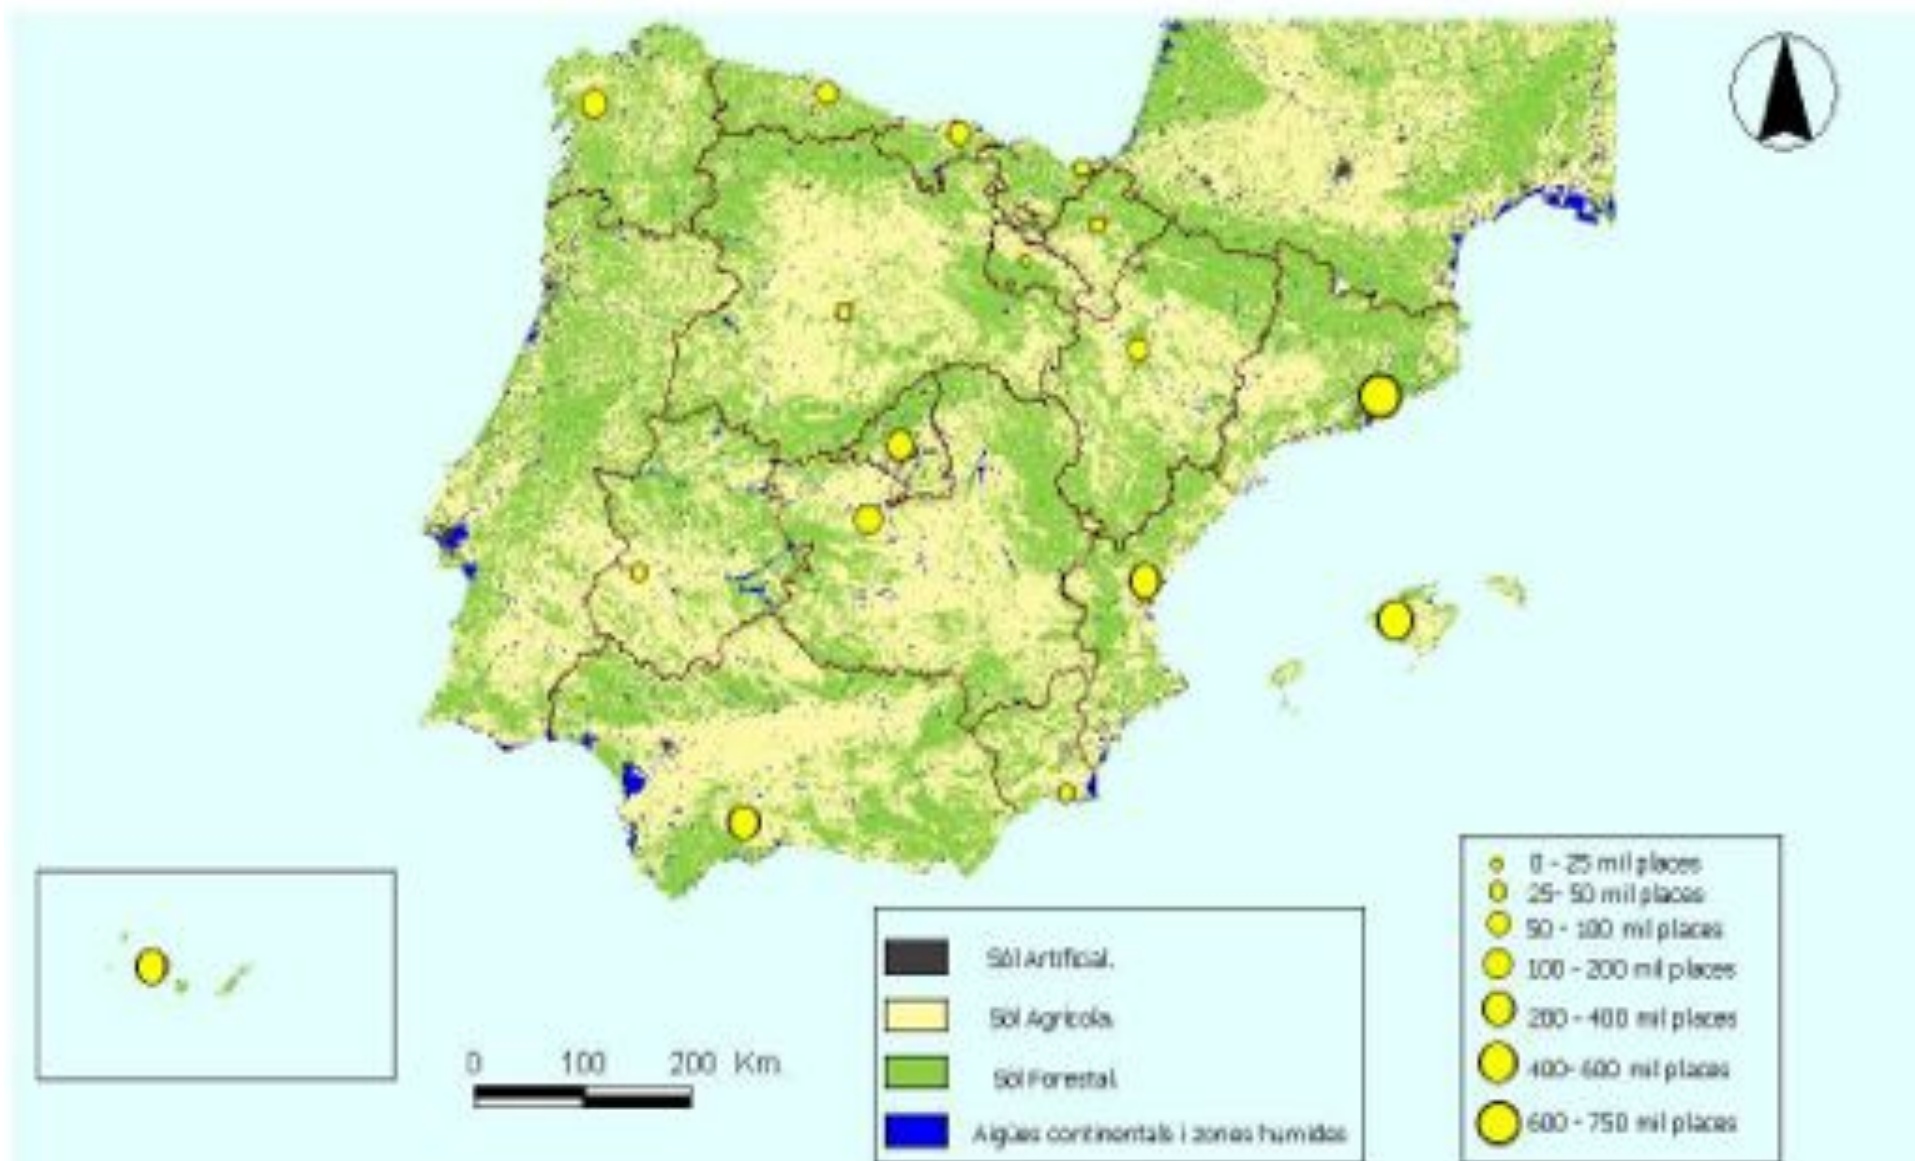 0 100 200 Km.
Sòl Artificial.
Sòl Agrícola.
Sòl Forestal.
Aigües continentals i zones humides
0 - 25 mil places
25- 50 mil places
50 - 100 mil places
100 - 200 mil places
200 - 400 mil places
400- 600 mil places
600 - 750 mil places